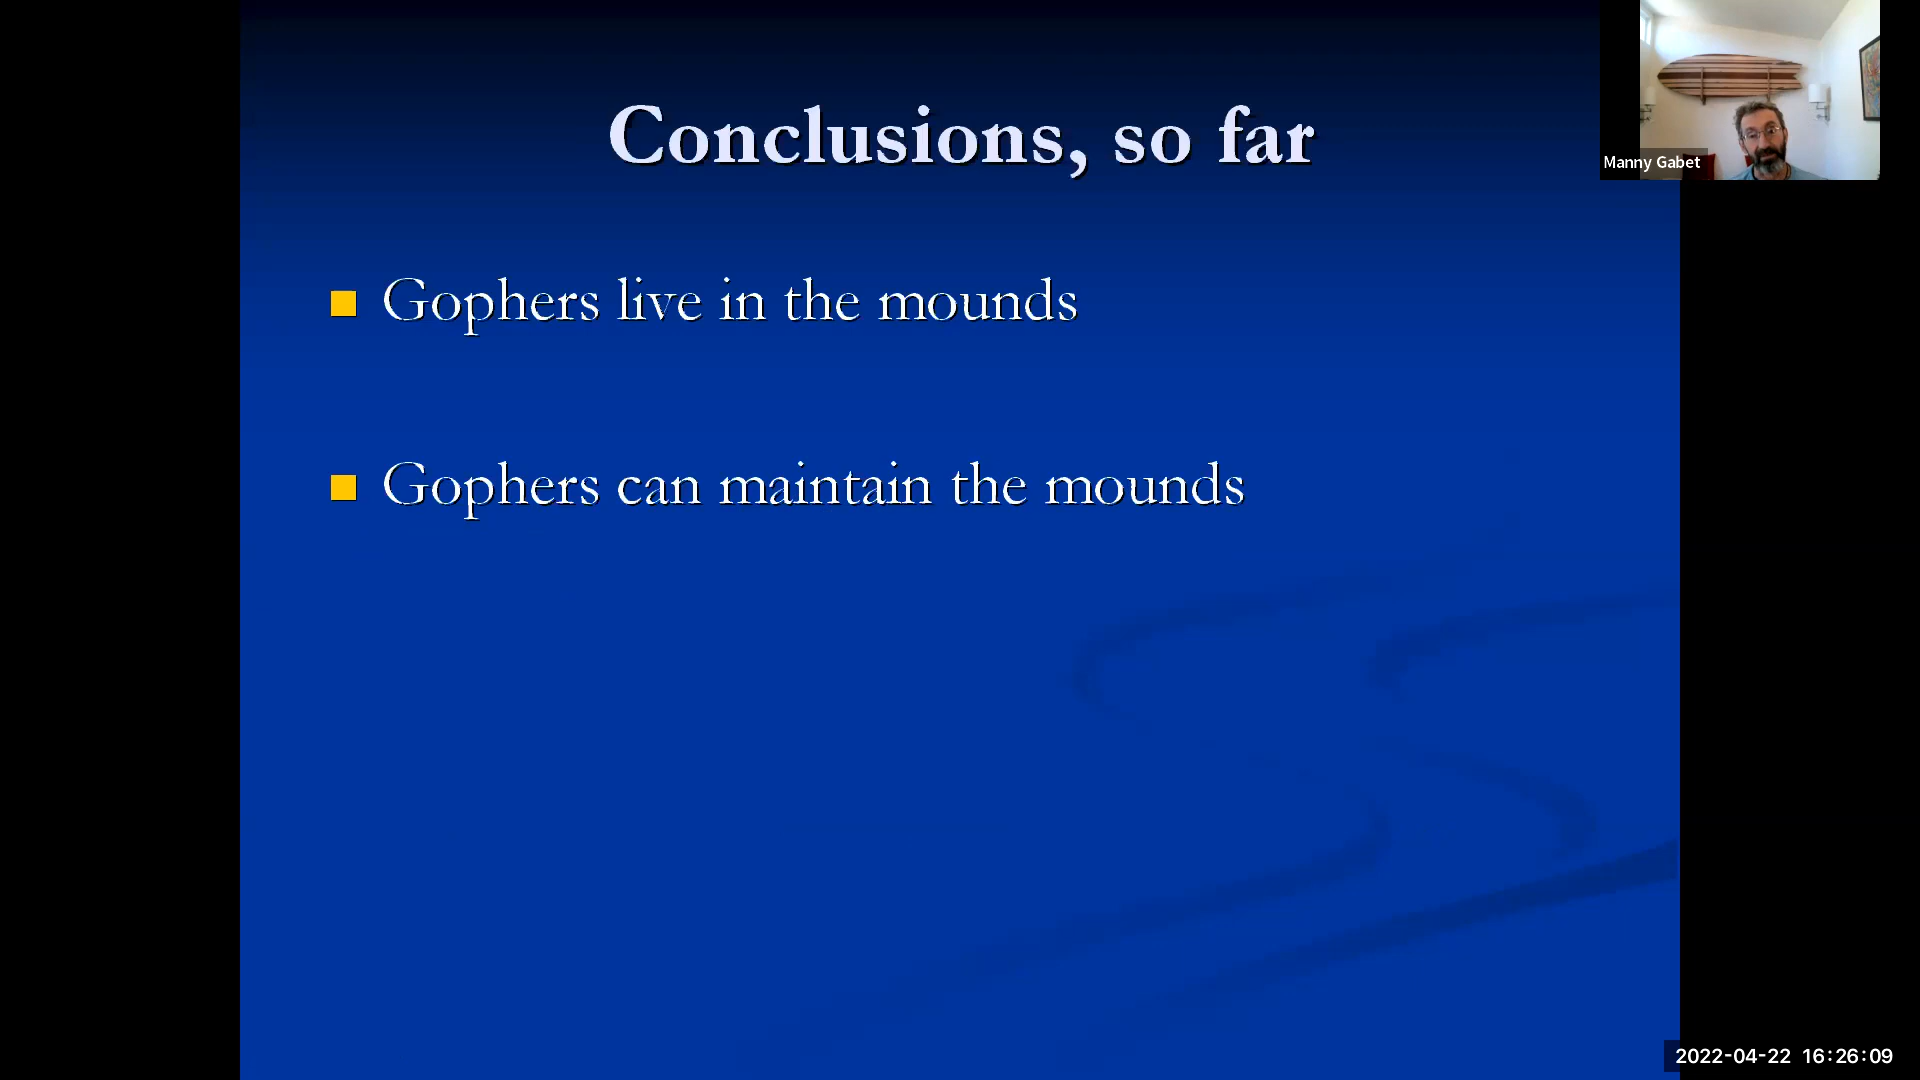 Conclusions, so far
Manny Gabet
Gophers live in the mounds
Gophers can maintain the mounds
2022-04-22 16:26:09